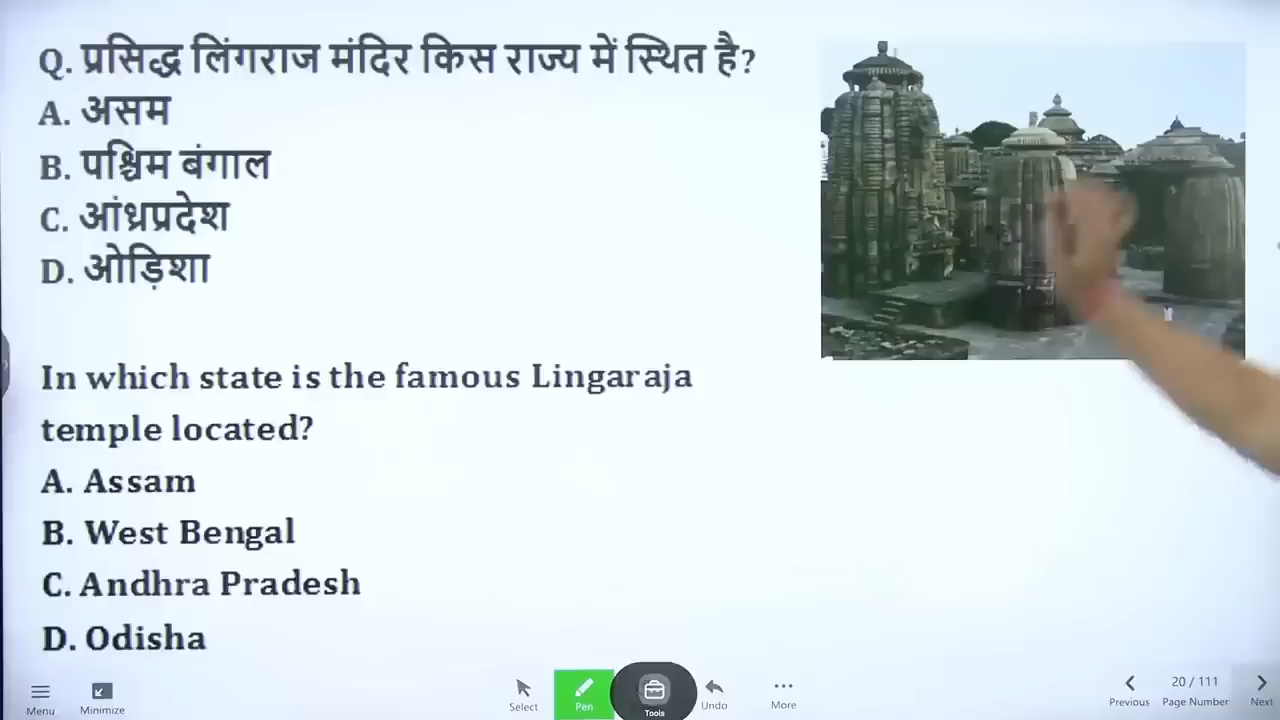 Q. प्रसिद्ध लिंगराज मंदिर किस राज्य में स्थित है?
A. असम
B. पश्चिम बंगाल
C. आंध्रप्रदेश
D. ओड़िशा
In which state is the famous Lingaraja
temple located?
A. Assam
B. West Bengal
C. Andhra Pradesh
D. Odisha
Menu
Minimize
Select
Pen
Tools
Undo
More
Previous
20 / 111
Page Number
Next